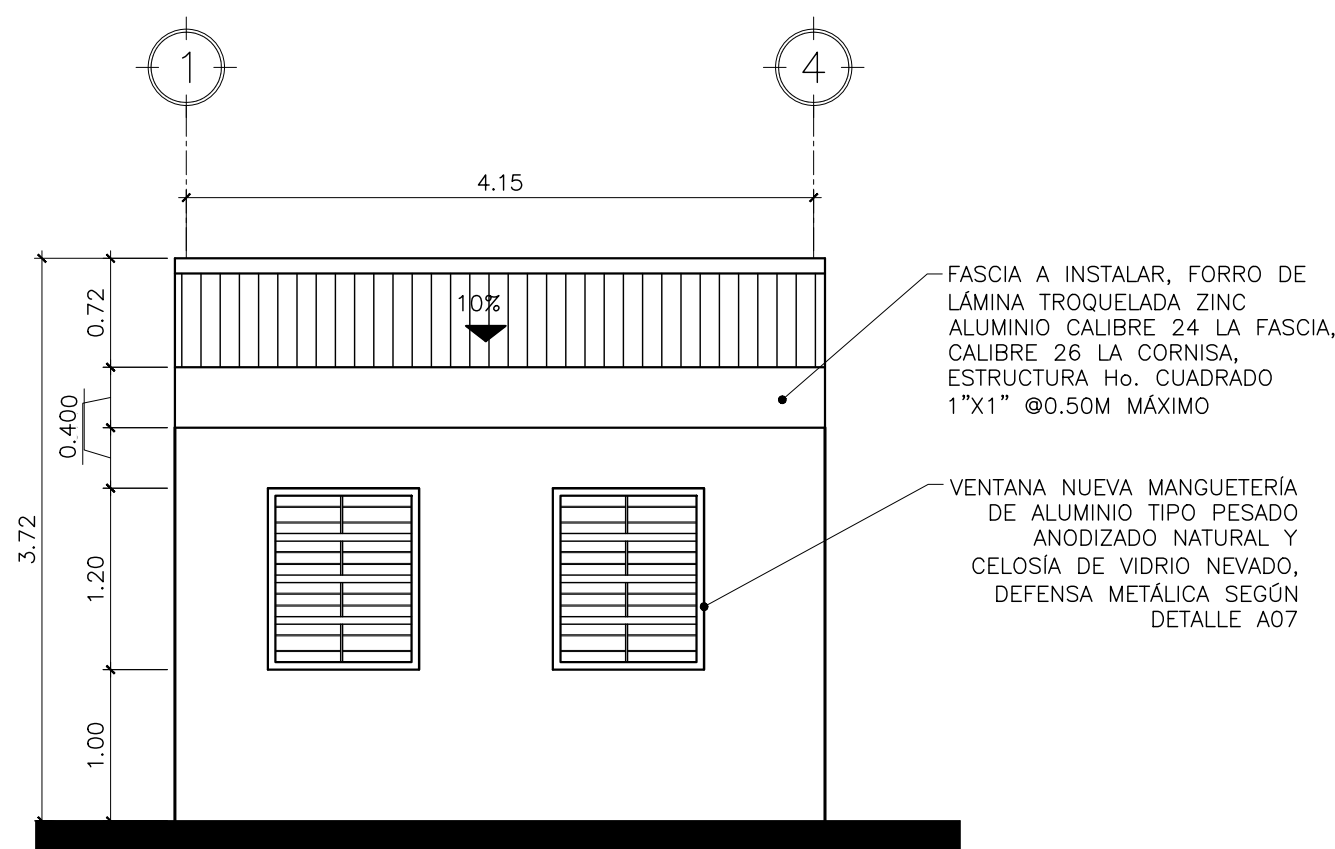 1
4
4.15
0.72
10%
0.400
3.72
1.20
1.00
FASCIA A INSTALAR, FORRO DE
LÁMINA TROQUELADA ZINC
ALUMINIO CALIBRE 24 LA FASCIA,
CALIBRE 26 LA CORNISA,
ESTRUCTURA Ho. CUADRADO
1”X1” @0.50M MÁXIMO
VENTANA NUEVA MANGUETERÍA
DE ALUMINIO TIPO PESADO
ANODIZADO NATURAL Y
CELOSÍA DE VIDRIO NEVADO,
DEFENSA METÁLICA SEGÚN
DETALLE A07